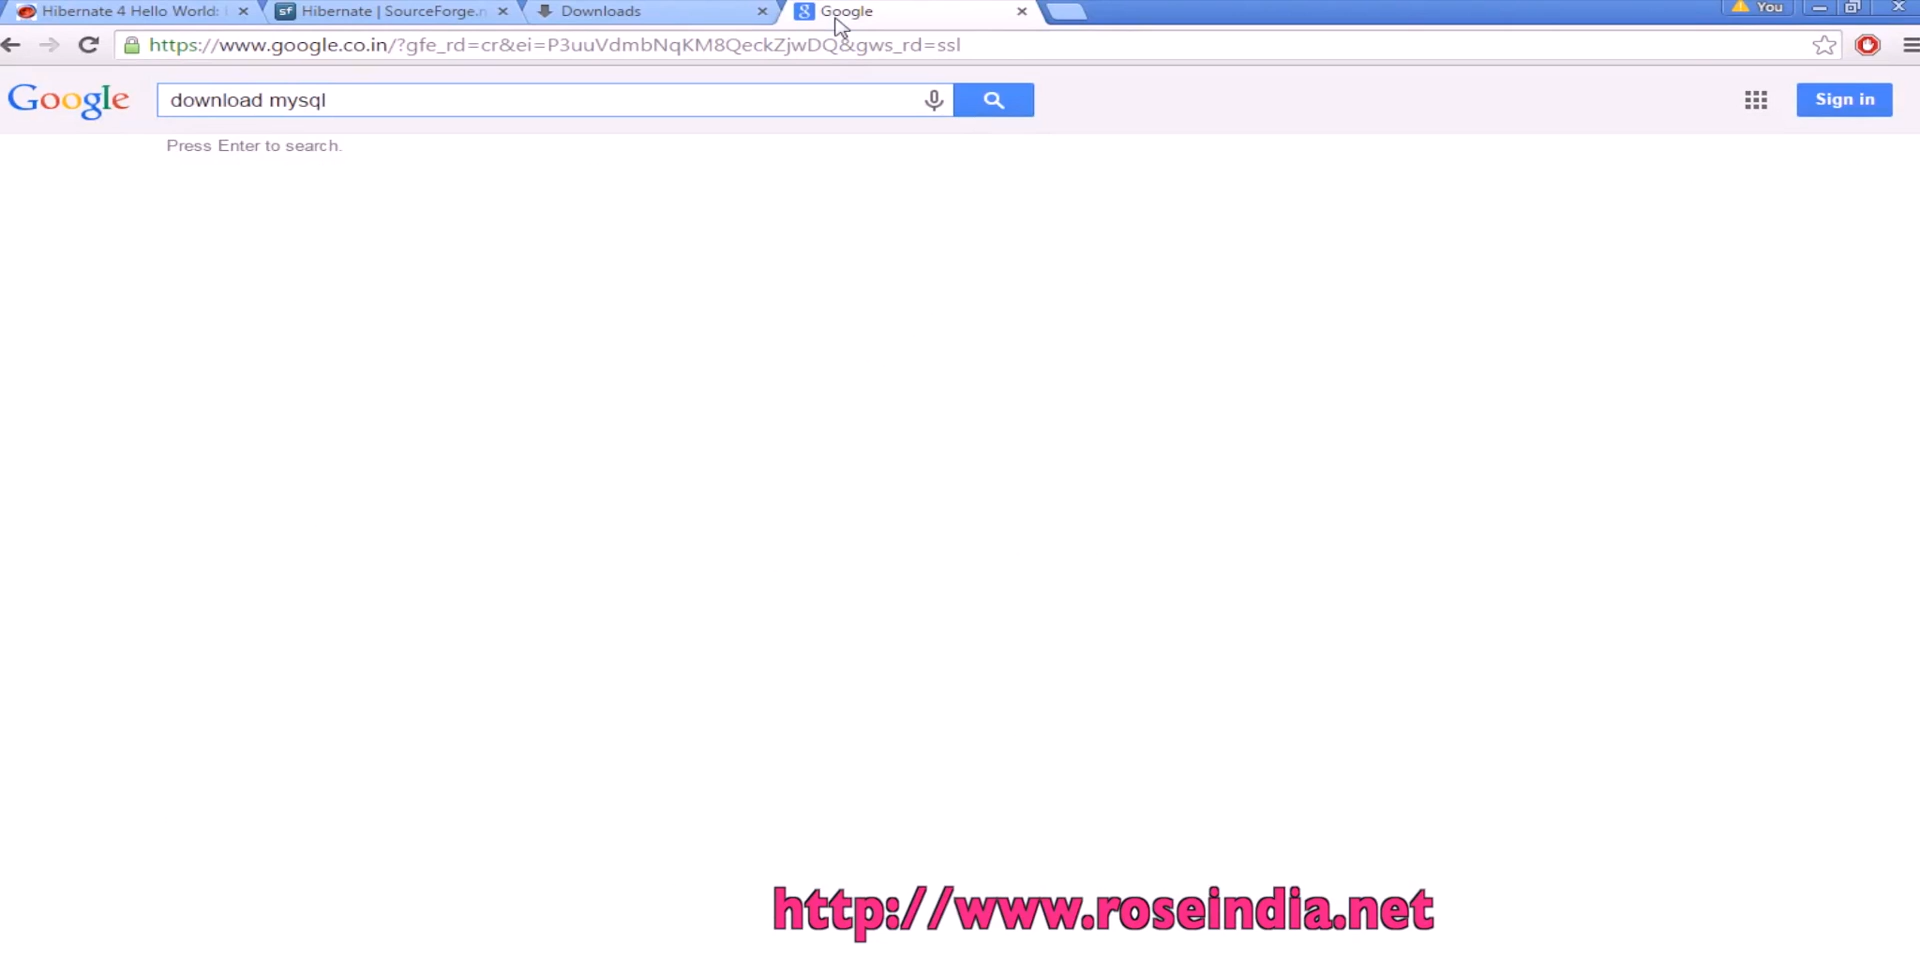 Hibernate 4 Hello World:
Hibernate | SourceForge.n
Downloads
Google
You
https://www.google.co.in/?gfe_rd=cr&ei=P3uuVdmbNqKM8QeckZjwDQ&gws_rd=ssl
Google
download mysql
Sign in
Press Enter to search.
http://www.roseindia.net